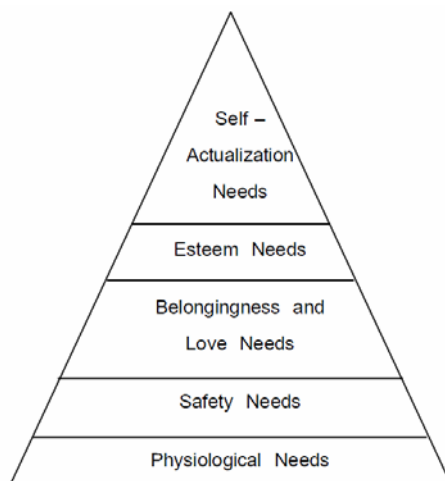 Self –
Actualization
Needs
Esteem Needs
Belongingness and
Love Needs
Safety Needs
Physiological Needs